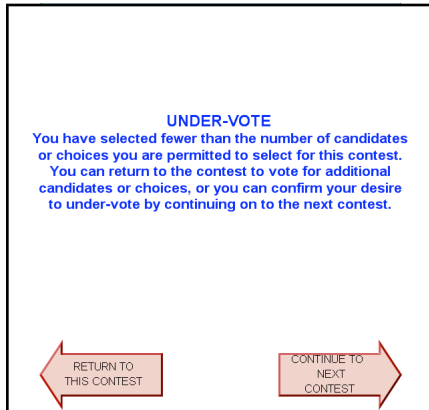 UNDER-VOTE
You have selected fewer than the number of candidates
or choices you are permitted to select for this contest.
You can return to the contest to vote for additional
candidates or choices, or you can confirm your desire
to under-vote by continuing on to the next contest.
RETURN TO
THIS CONTEST
CONTINUE TO
NEXT
CONTEST